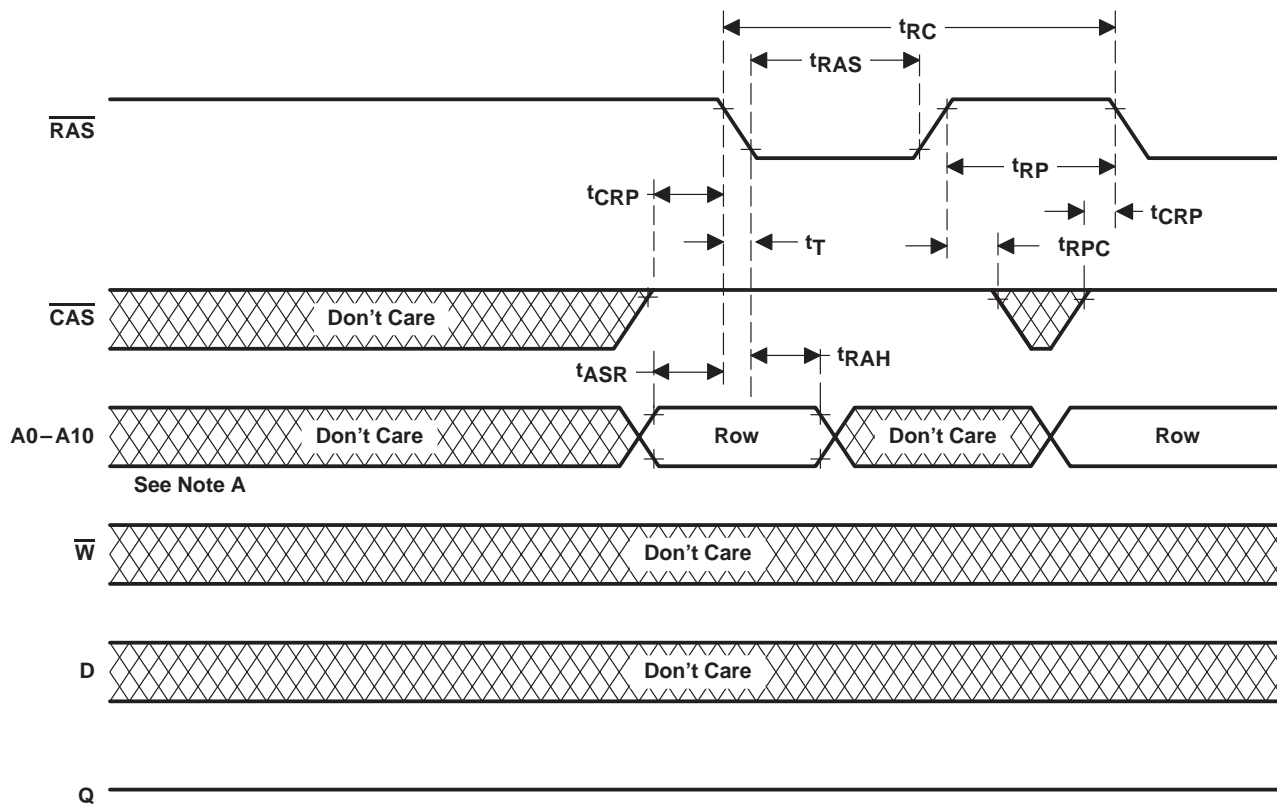 tRC
tRAS
RAS
tRP
tCRP
tCRP
tT
tRPC
CAS
Don't Care
tASR
tRAH
A0–A10
Don't Care
Row
Don't Care
Row
See Note A
W
Don't Care
D
Don't Care
Q